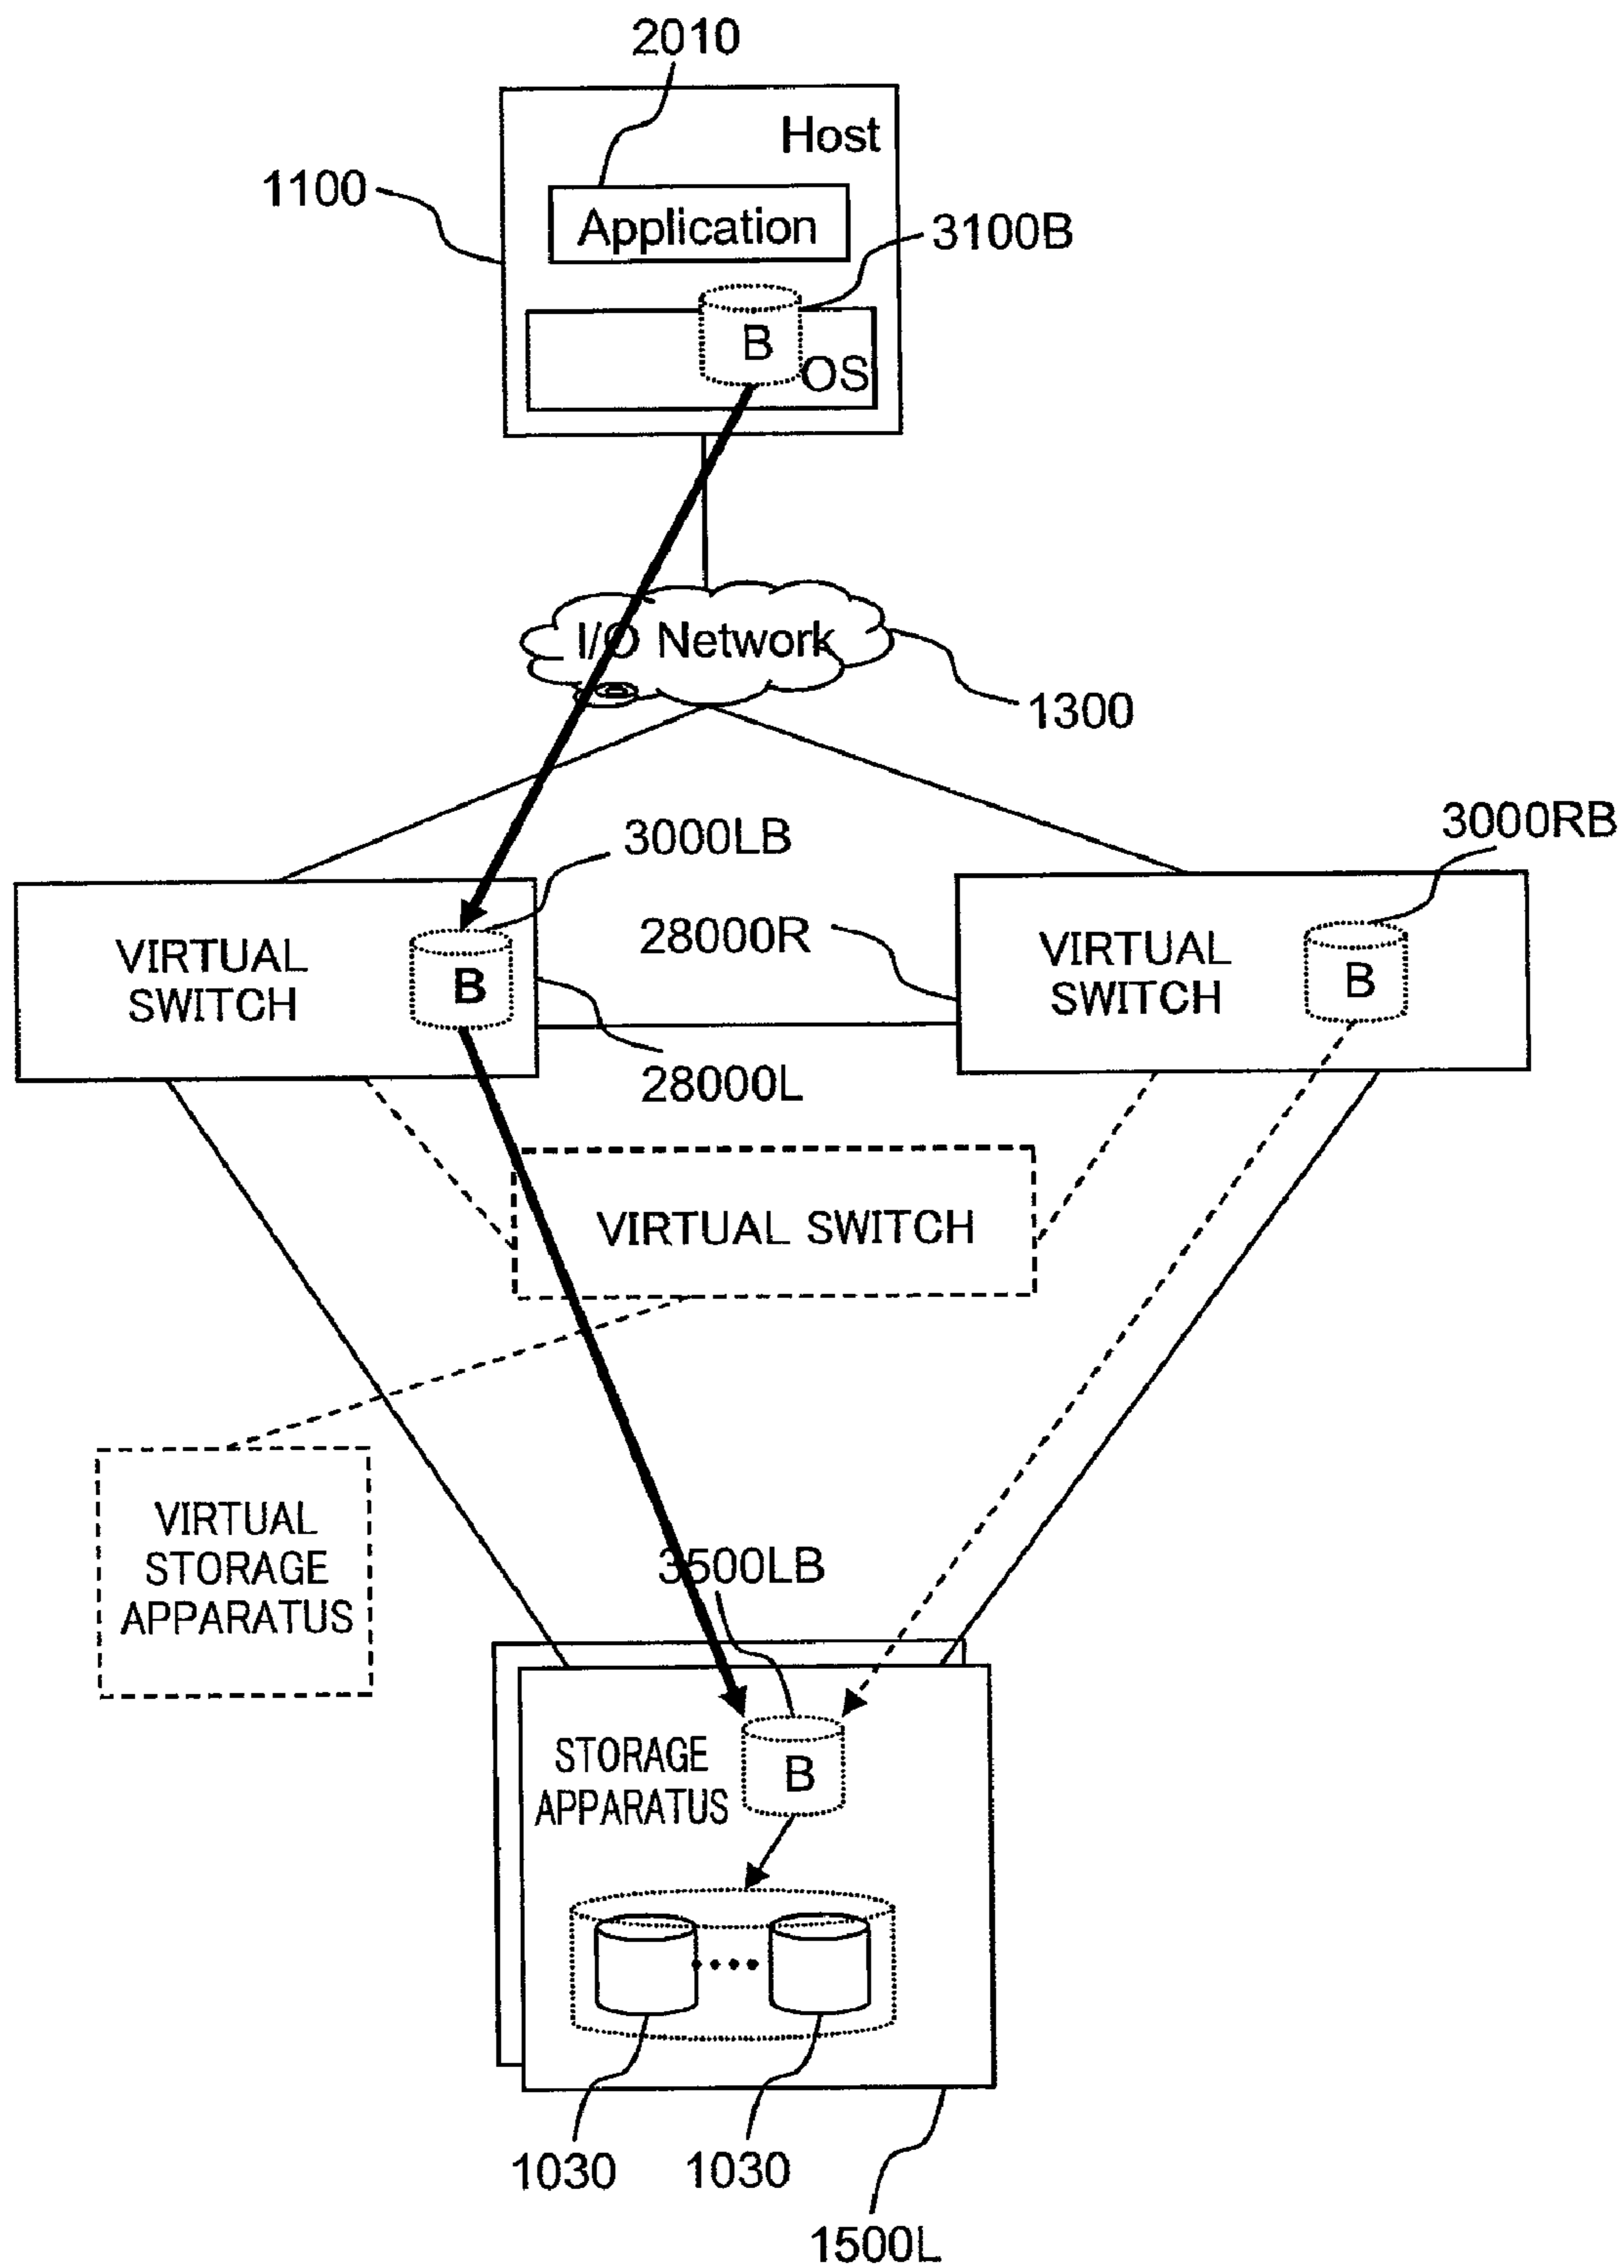 2010
Host
1100
Application
3100B
B
OS
I/O Network
1300
3000LB
3000RB
VIRTUAL
SWITCH
B
28000R
VIRTUAL
SWITCH
B
28000L
VIRTUAL SWITCH
VIRTUAL
STORAGE
APPARATUS
3500LB
STORAGE
APPARATUS
B
1030
1030
1500L